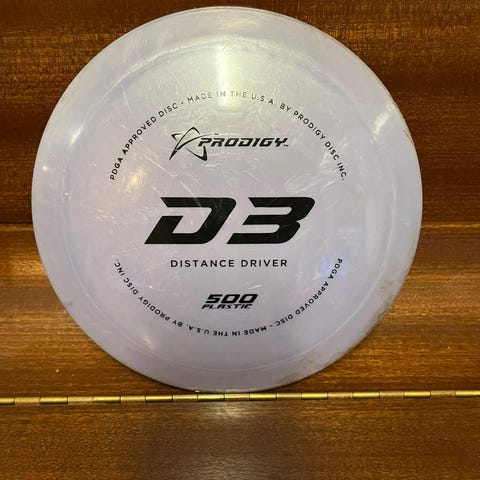 PDGA APPROVED DISC • MADE IN THE U.S.A. BY PRODIGY DISC INC.
PRODIGY™
D3
DISTANCE DRIVER
500
PLASTIC
PDGA APPROVED DISC • MADE IN THE U.S.A. BY PRODIGY DISC INC.